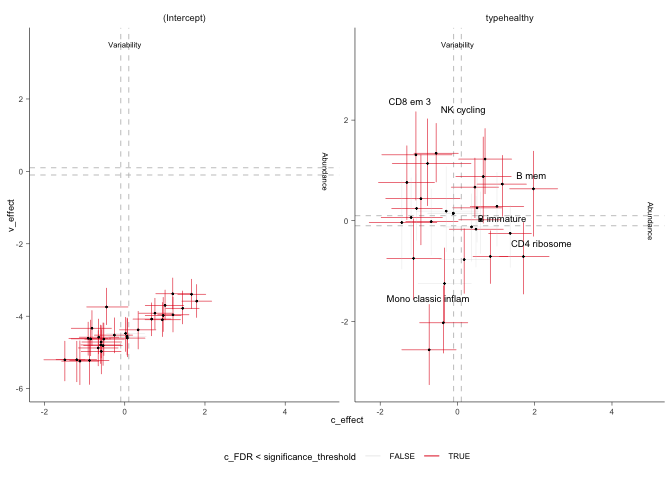 (Intercept)
typehealthy
Variability
Variability
CD8 em 3
NK cycling
2
2
Abundance
B mem
v_effect
0
0
B immature
Abundance
CD4 ribosome
-2
-2
Mono classic inflam
-4
-6
-2
0
2
4
-2
0
2
4
c_effect
c_FDR < significance_threshold
FALSE
TRUE